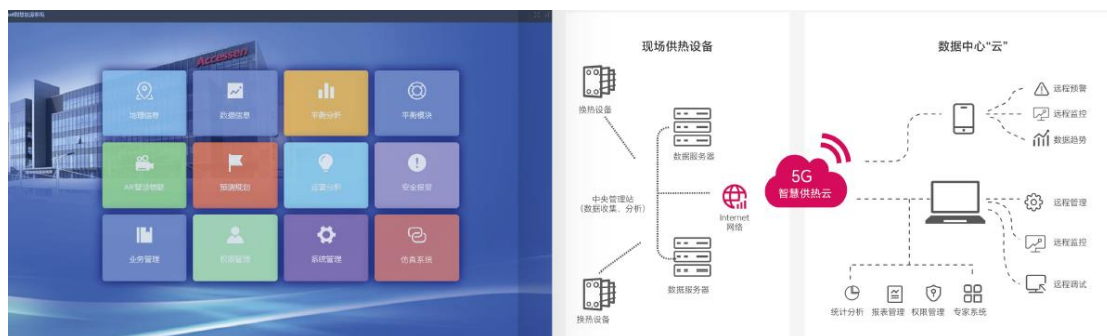 Accessen
地理信息
数据信息
平衡分析
平衡模块
AR智动物联
预测规划
运营分析
安全报警
业务管理
权限管理
系统管理
仿真系统
现场供热设备
换热设备
数据服务器
中央管理站
(数据收集、分析)
Internet
网络
数据服务器
换热设备
5G
智慧供热云
数据中心“云”
远程预警
远程监控
数据趋势
远程管理
远程监控
远程调试
统计分析
报表管理
权限管理
专家系统